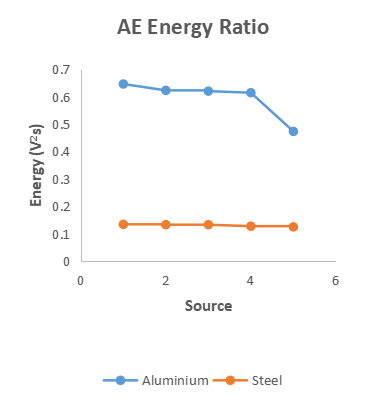 AE Energy Ratio
Energy (V²s)
0.7
0.6
0.5
0.4
0.3
0.2
0.1
0
0 2 4 6
Source
Aluminium Steel